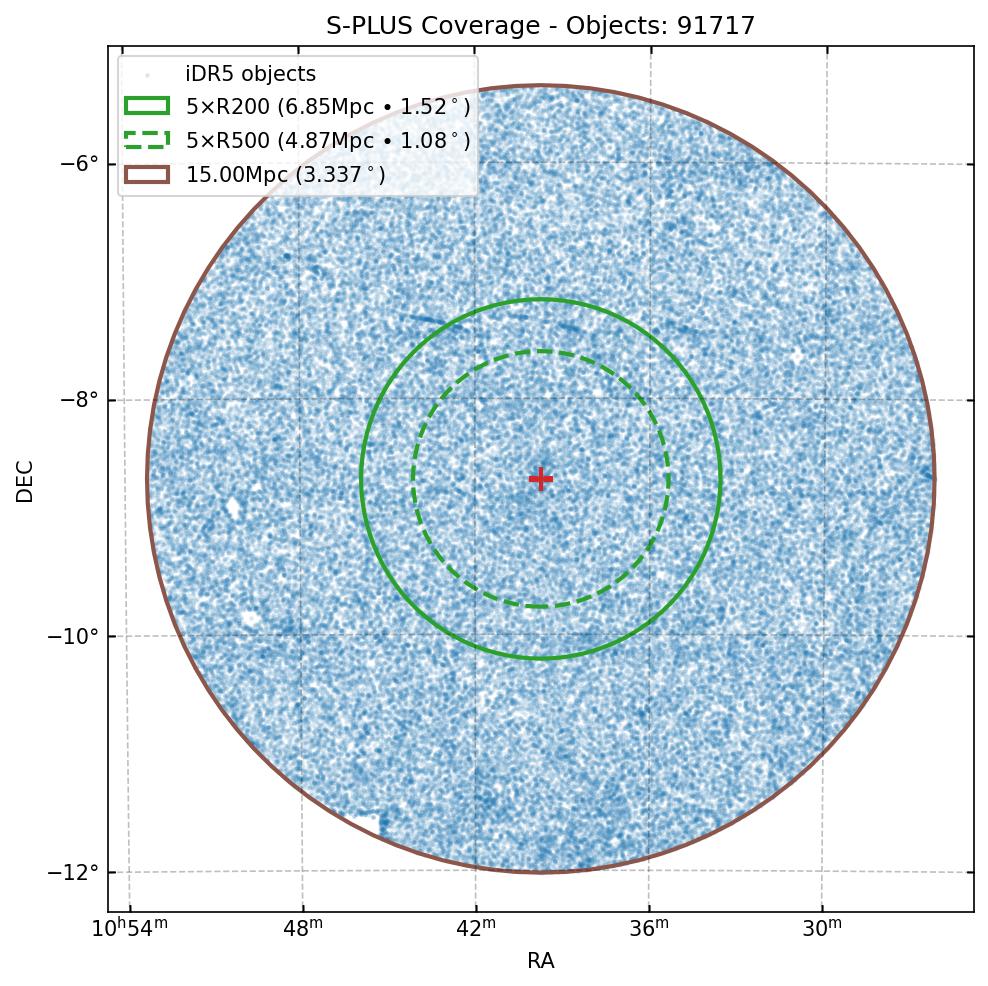 S-PLUS Coverage - Objects: 91717
iDR5 objects
5×R200 (6.85Mpc • 1.52°)
5×R500 (4.87Mpc • 1.08°)
15.00Mpc (3.337°)
−6°
−8°
−10°
−12°
DEC
10ʰ54ᵐ 48ᵐ 42ᵐ 36ᵐ 30ᵐ
RA